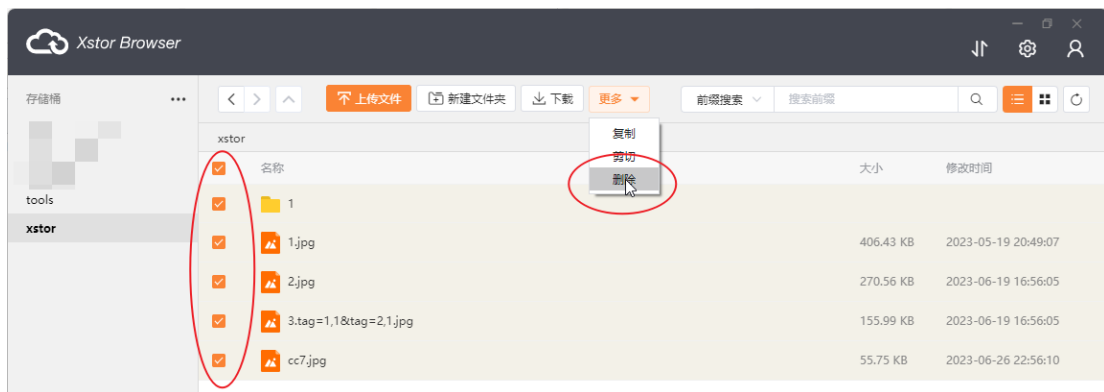 Xstor Browser
存储桶 ••• 上传文件 新建文件夹 下载 更多 前缀搜索 搜索前缀
复制
剪切
删除
xstor
名称 大小 修改时间
tools
xstor
1
1.jpg 406.43 KB 2023-05-19 20:49:07
2.jpg 270.56 KB 2023-06-19 16:56:05
3.tag=1,1&tag=2,1.jpg 155.99 KB 2023-06-19 16:56:05
cc7.jpg 55.75 KB 2023-06-26 22:56:10